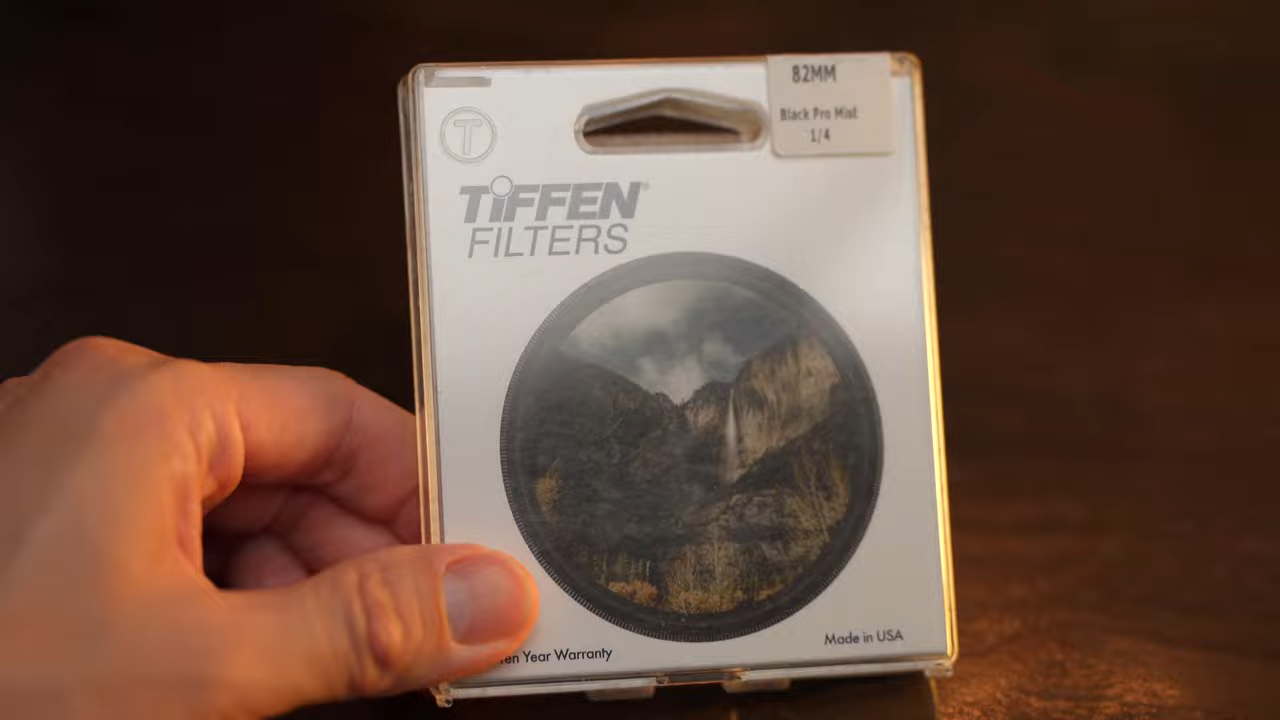 82MM
Black Pro Mist
1/4
T
TIFFEN®
FILTERS
Made in USA
Year Warranty